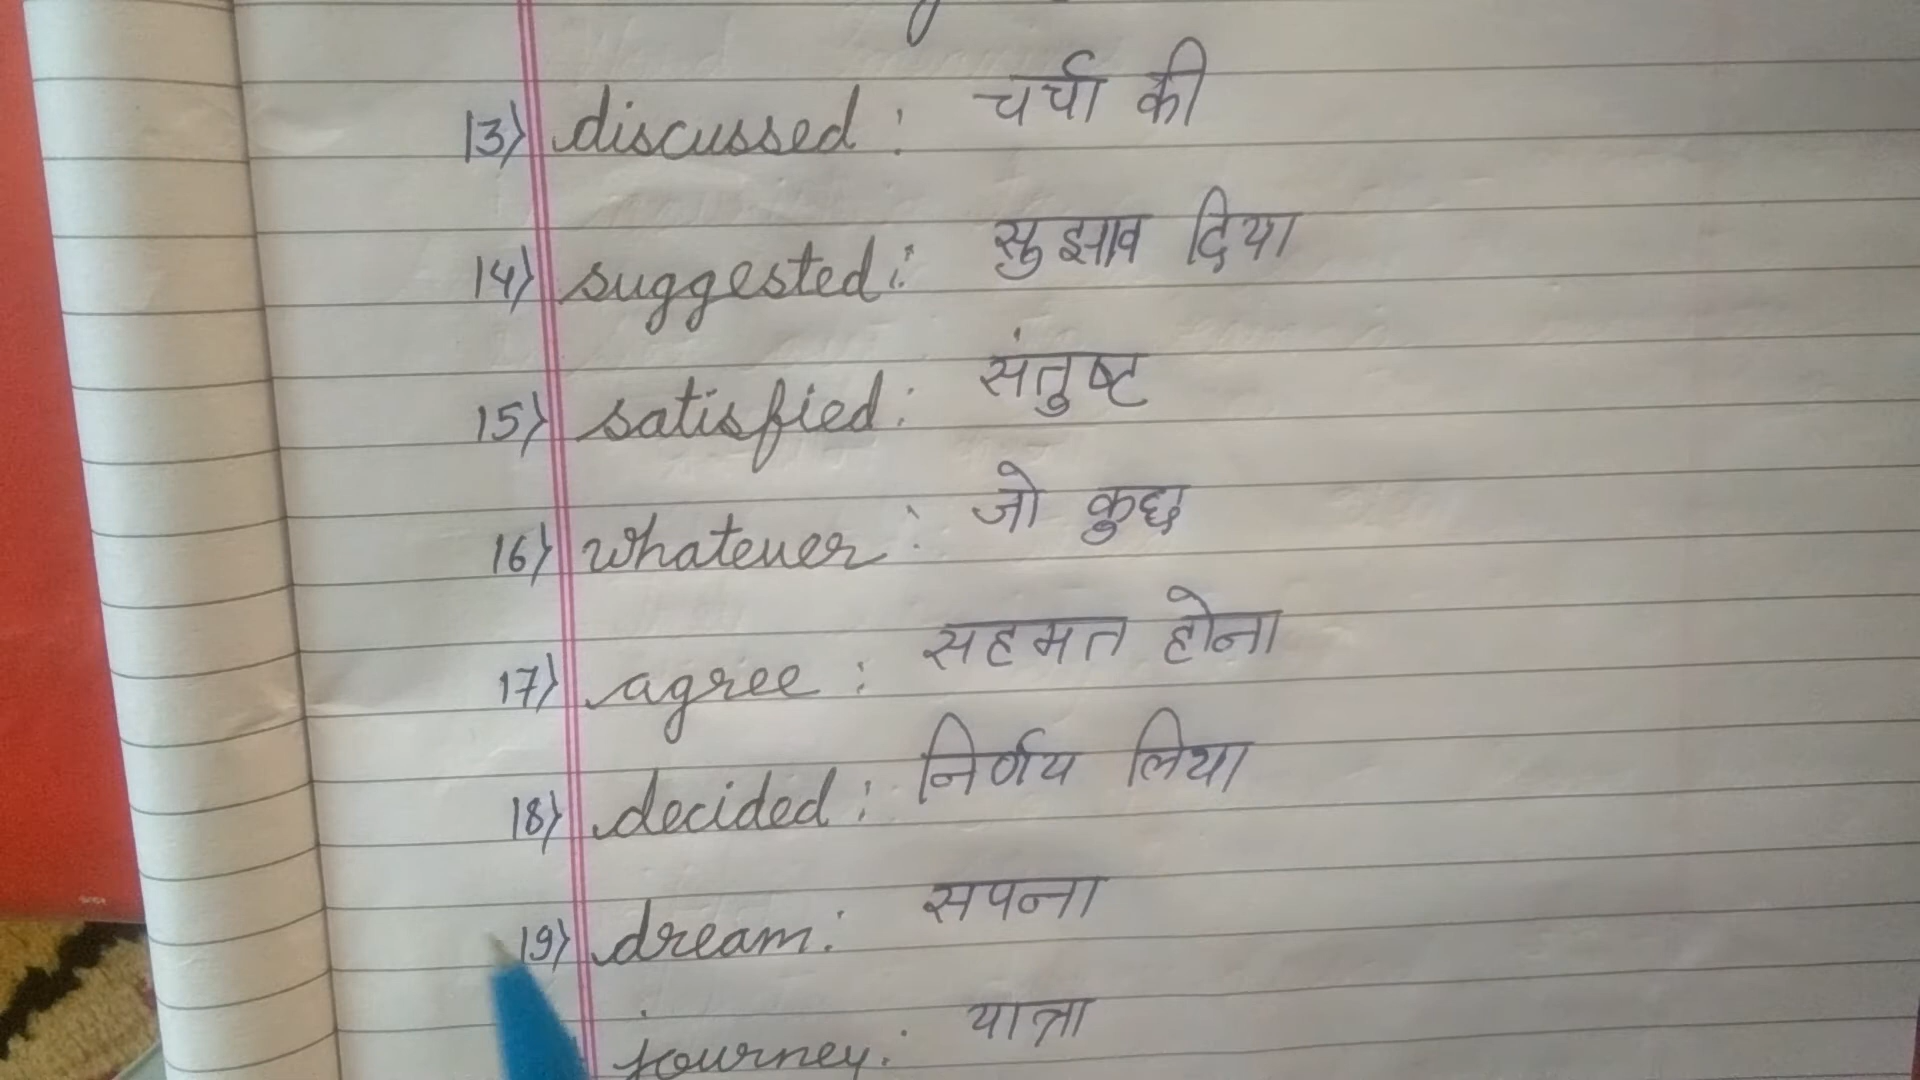 13) discussed : चर्चा की
14) suggested : सुझाव दिया
15) satisfied : संतुष्ट
16) whatever : जो कुछ
17) agree : सहमत होना
18) decided : निर्णय लिया
19) dream : सपना
journey : यात्रा